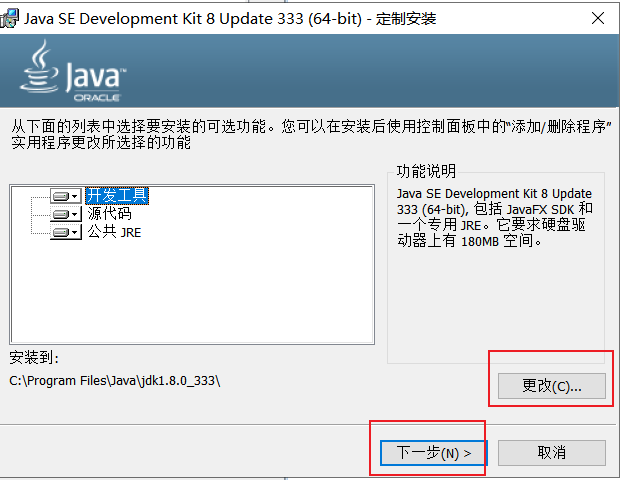 Java SE Development Kit 8 Update 333 (64-bit) - 定制安装
Java™
ORACLE
从下面的列表中选择要安装的可选功能。您可以在安装后使用控制面板中的“添加/删除程序”
实用程序更改所选择的功能
开发工具
源代码
公共 JRE
功能说明
Java SE Development Kit 8 Update
333 (64-bit), 包括 JavaFX SDK 和
一个专用 JRE。它要求硬盘驱
动器上有 180MB 空间。
安装到:
C:\Program Files\Java\jdk1.8.0_333\
更改(C)...
下一步(N) >
取消